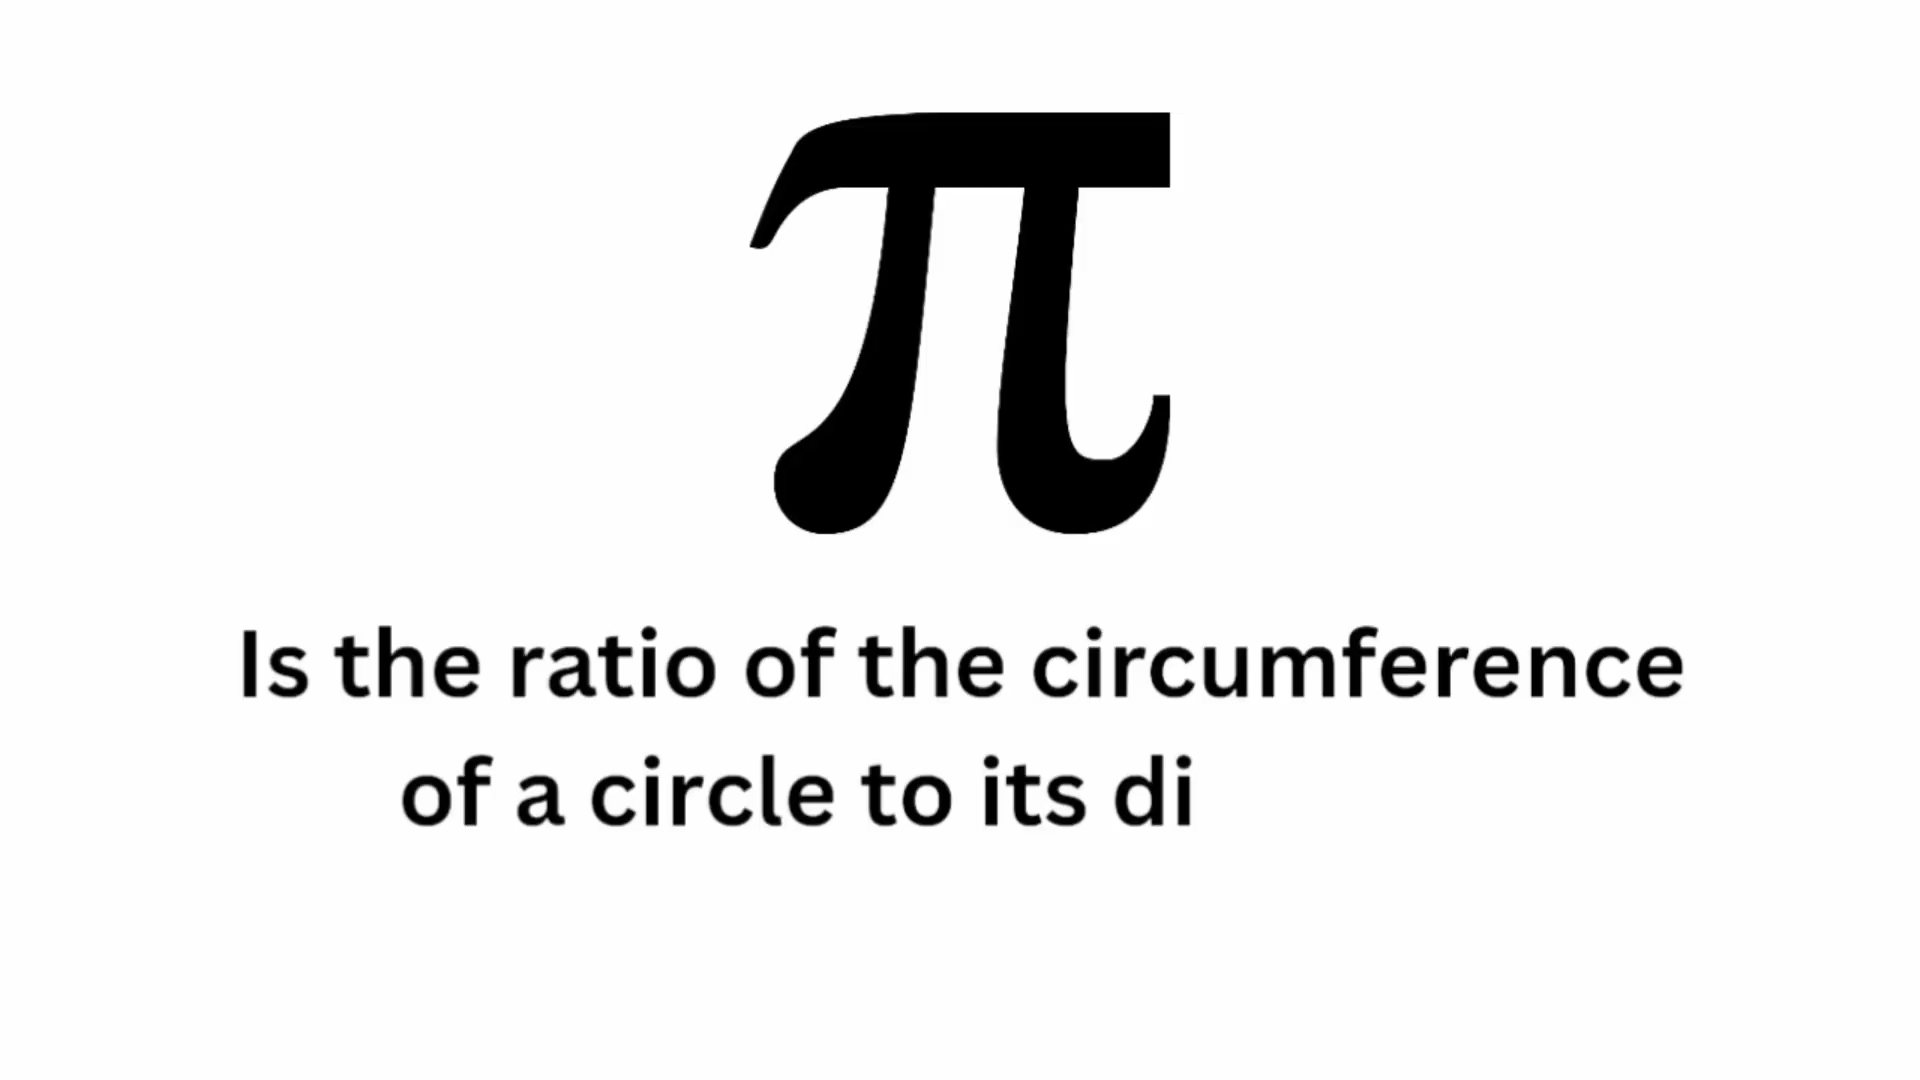 π
Is the ratio of the circumference
of a circle to its di